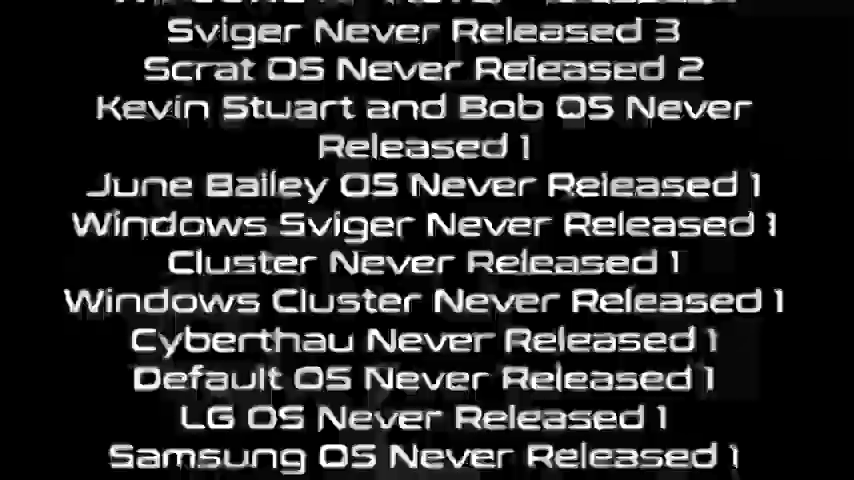 Sviger Never Released 3
Scrat OS Never Released 2
Kevin Stuart and Bob OS Never
Released 1
June Bailey OS Never Released 1
Windows Sviger Never Released 1
Cluster Never Released 1
Windows Cluster Never Released 1
Cyberthau Never Released 1
Default OS Never Released 1
LG OS Never Released 1
Samsung OS Never Released 1